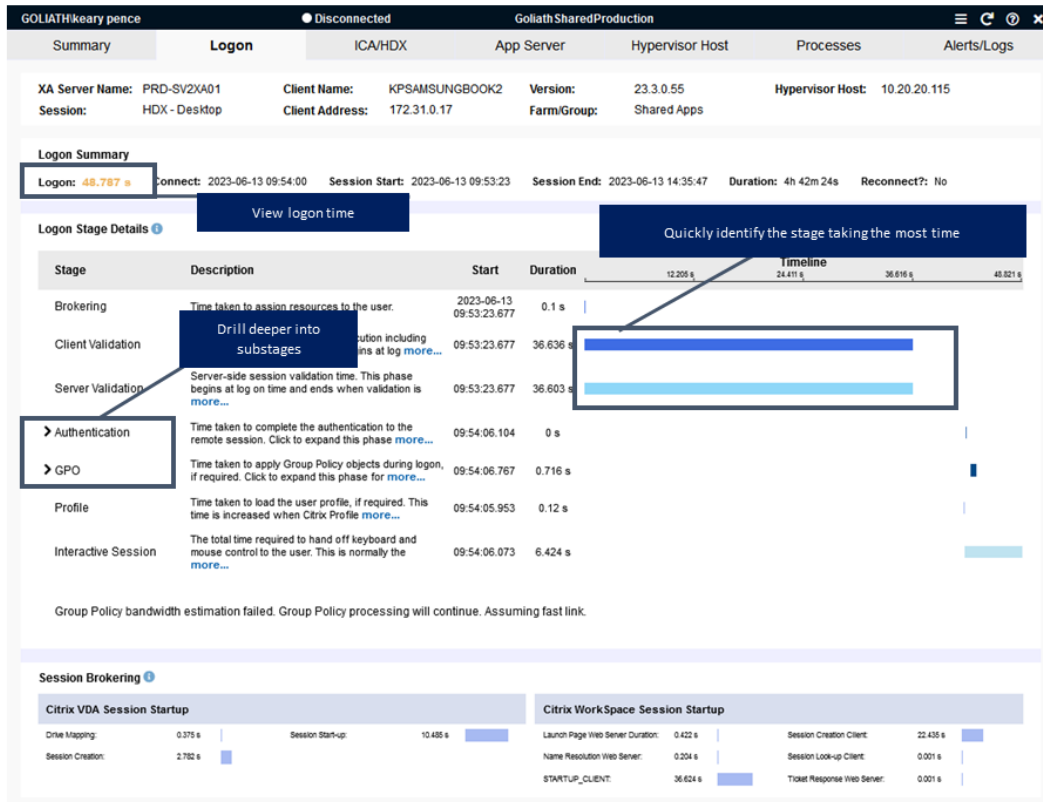 GOLIATH\keary pence Disconnected GoliathSharedProduction
Summary Logon ICA/HDX App Server Hypervisor Host Processes Alerts/Logs
XA Server Name: PRD-SV2XA01 Client Name: KPSAMSUNGBOOK2 Version: 23.3.0.55 Hypervisor Host: 10.20.20.115
Session: HDX - Desktop Client Address: 172.31.0.17 Farm/Group: Shared Apps
Logon Summary
Logon: 48.787 s Connect: 2023-06-13 09:54:00 Session Start: 2023-06-13 09:53:23 Session End: 2023-06-13 14:35:47 Duration: 4h 42m 24s Reconnect?: No
View logon time
Quickly identify the stage taking the most time
Logon Stage Details
Stage Description Start Duration Timeline
12.205 s 24.411 s 36.616 s 48.821 s
Brokering Time taken to assign resources to the user. 2023-06-13
09:53:23.677 0.1 s
Drill deeper into
substages
Client Validation cution including
ins at log more... 09:53:23.677 36.636 s
Server Validation Server-side session validation time. This phase
begins at log on time and ends when validation is
more... 09:53:23.677 36.603 s
Authentication Time taken to complete the authentication to the
remote session. Click to expand this phase more... 09:54:06.104 0 s
GPO Time taken to apply Group Policy objects during logon,
if required. Click to expand this phase for more... 09:54:06.767 0.716 s
Profile Time taken to load the user profile, if required. This
time is increased when Citrix Profile more... 09:54:05.953 0.12 s
Interactive Session The total time required to hand off keyboard and
mouse control to the user. This is normally the
more... 09:54:06.073 6.424 s
Group Policy bandwidth estimation failed. Group Policy processing will continue. Assuming fast link.
Session Brokering
Citrix VDA Session Startup
Drive Mapping: 0.375 s Session Start-up: 10.485 s
Session Creation: 2.782 s
Citrix WorkSpace Session Startup
Launch Page Web Server Duration: 0.422 s Session Creation Client: 22.435 s
Name Resolution Web Server: 0.204 s Session Look-up Client: 0.001 s
STARTUP_CLIENT: 36.624 s Ticket Response Web Server: 0.001 s